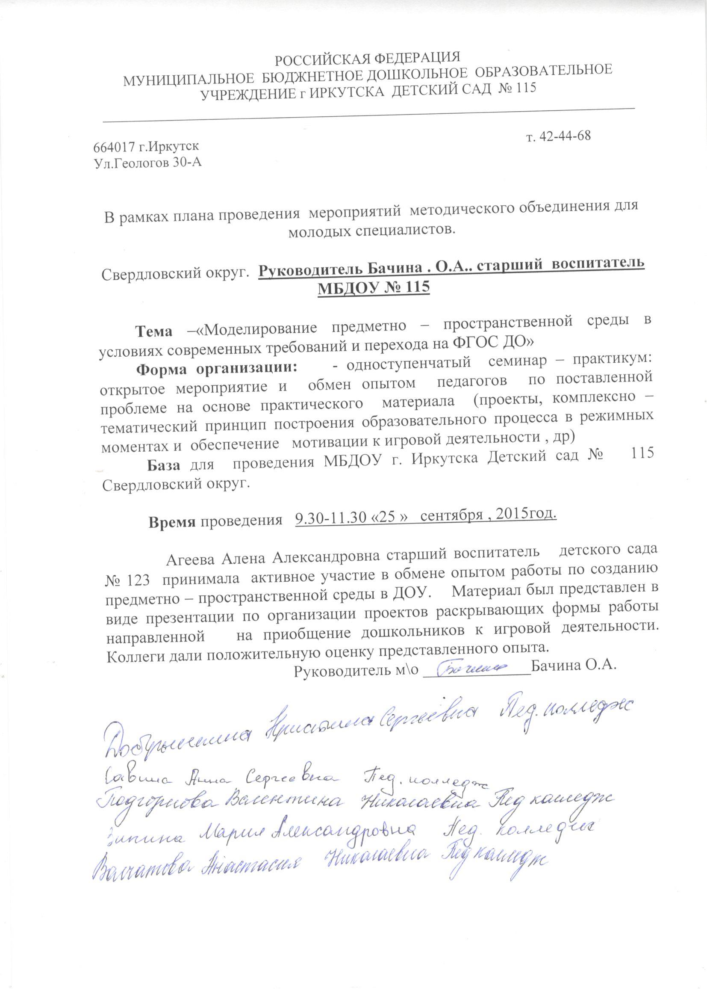 РОССИЙСКАЯ ФЕДЕРАЦИЯ
МУНИЦИПАЛЬНОЕ БЮДЖНЕТНОЕ ДОШКОЛЬНОЕ ОБРАЗОВАТЕЛЬНОЕ
УЧРЕЖДЕНИЕ г ИРКУТСКА ДЕТСКИЙ САД № 115
т. 42-44-68
664017 г.Иркутск
Ул.Геологов 30-А
В рамках плана проведения мероприятий методического объединения для
молодых специалистов.
Свердловский округ. Руководитель Бачина . О.А.. старший воспитатель
МБДОУ № 115
Тема –«Моделирование предметно – пространственной среды в
условиях современных требований и перехода на ФГОС ДО»
Форма организации: - одноступенчатый семинар – практикум:
открытое мероприятие и обмен опытом педагогов по поставленной
проблеме на основе практического материала (проекты, комплексно –
тематический принцип построения образовательного процесса в режимных
моментах и обеспечение мотивации к игровой деятельности , др)
База для проведения МБДОУ г. Иркутска Детский сад № 115
Свердловский округ.
Время проведения 9.30-11.30 «25 » сентября , 2015год.
Агеева Алена Александровна старший воспитатель детского сада
№ 123 принимала активное участие в обмене опытом работы по созданию
предметно – пространственной среды в ДОУ. Материал был представлен в
виде презентации по организации проектов раскрывающих формы работы
направленной на приобщение дошкольников к игровой деятельности.
Коллеги дали положительную оценку представленного опыта.
Руководитель м\о Бачина Бачина О.А.
Кристина Сергеевна Пед. колледж
Савина Анна Сергеевна Пед. колледж
Подгорнова Валентина Николаевна Пед колледж
Зинина Мария Александровна Пед. колледж
Анастасия Николаевна Пед колледж